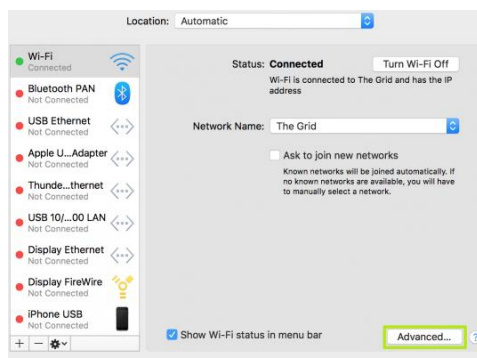 Location: Automatic
Wi-Fi
Connected
Bluetooth PAN
Not Connected
USB Ethernet
Not Connected
Apple U...Adapter
Not Connected
Thunde...thernet
Not Connected
USB 10/...00 LAN
Not Connected
Display Ethernet
Not Connected
Display FireWire
Not Connected
iPhone USB
Not Connected
Status: Connected
Turn Wi-Fi Off
Wi-Fi is connected to The Grid and has the IP
address
Network Name: The Grid
Ask to join new networks
Known networks will be joined automatically. If
no known networks are available, you will have
to manually select a network.
Show Wi-Fi status in menu bar
Advanced...
?